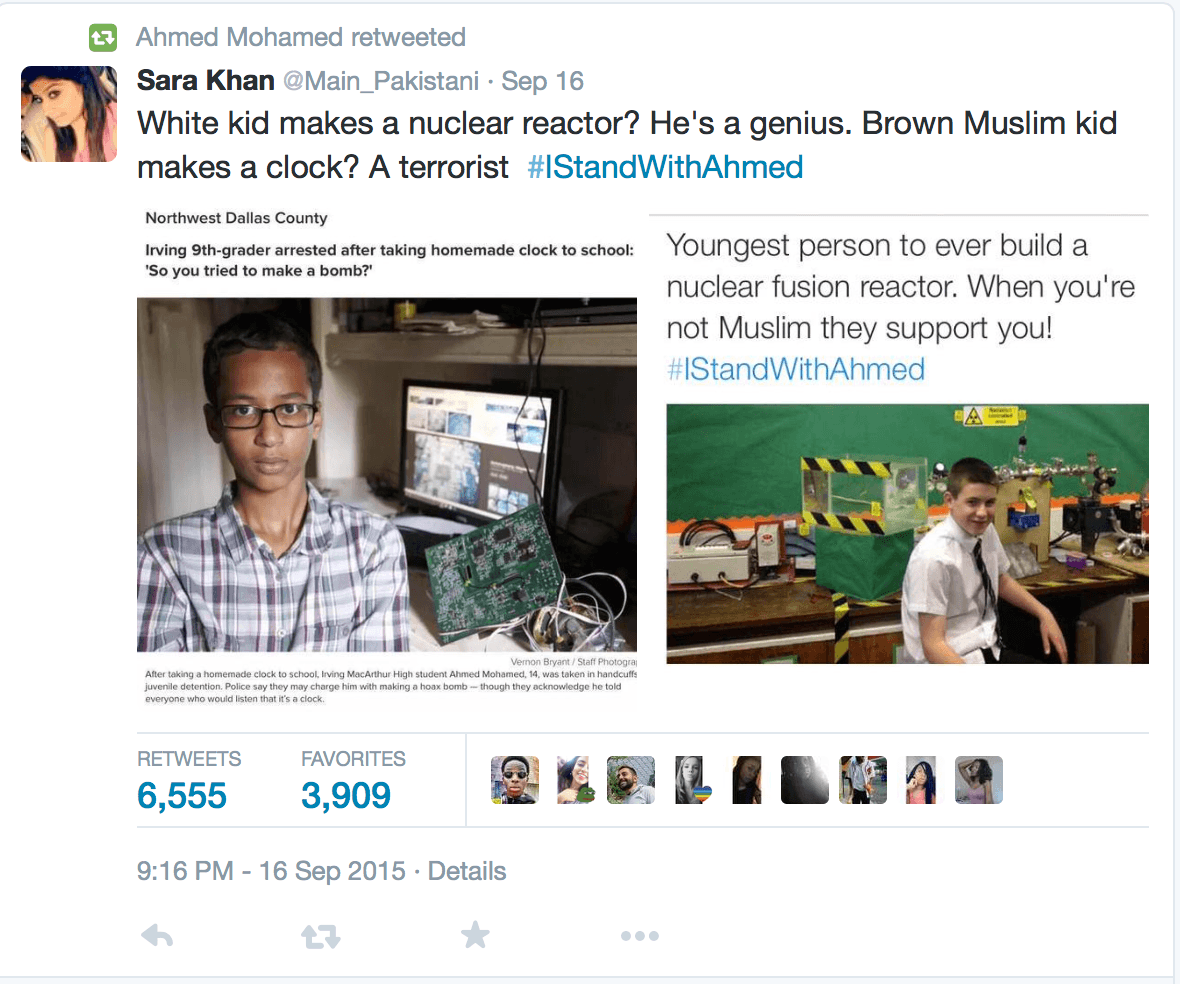 Ahmed Mohamed retweeted
Sara Khan @Main_Pakistani · Sep 16
White kid makes a nuclear reactor? He's a genius. Brown Muslim kid
makes a clock? A terrorist #IStandWithAhmed
Northwest Dallas County
Irving 9th-grader arrested after taking homemade clock to school:
'So you tried to make a bomb?'
Vernon Bryant / Staff Photogra
After taking a homemade clock to school, Irving MacArthur High student Ahmed Mohamed, 14, was taken in handcuffs
juvenile detention. Police say they may charge him with making a hoax bomb — though they acknowledge he told
everyone who would listen that it's a clock.
Youngest person to ever build a
nuclear fusion reactor. When you're
not Muslim they support you!
#IStandWithAhmed
RETWEETS
6,555
FAVORITES
3,909
9:16 PM - 16 Sep 2015 · Details